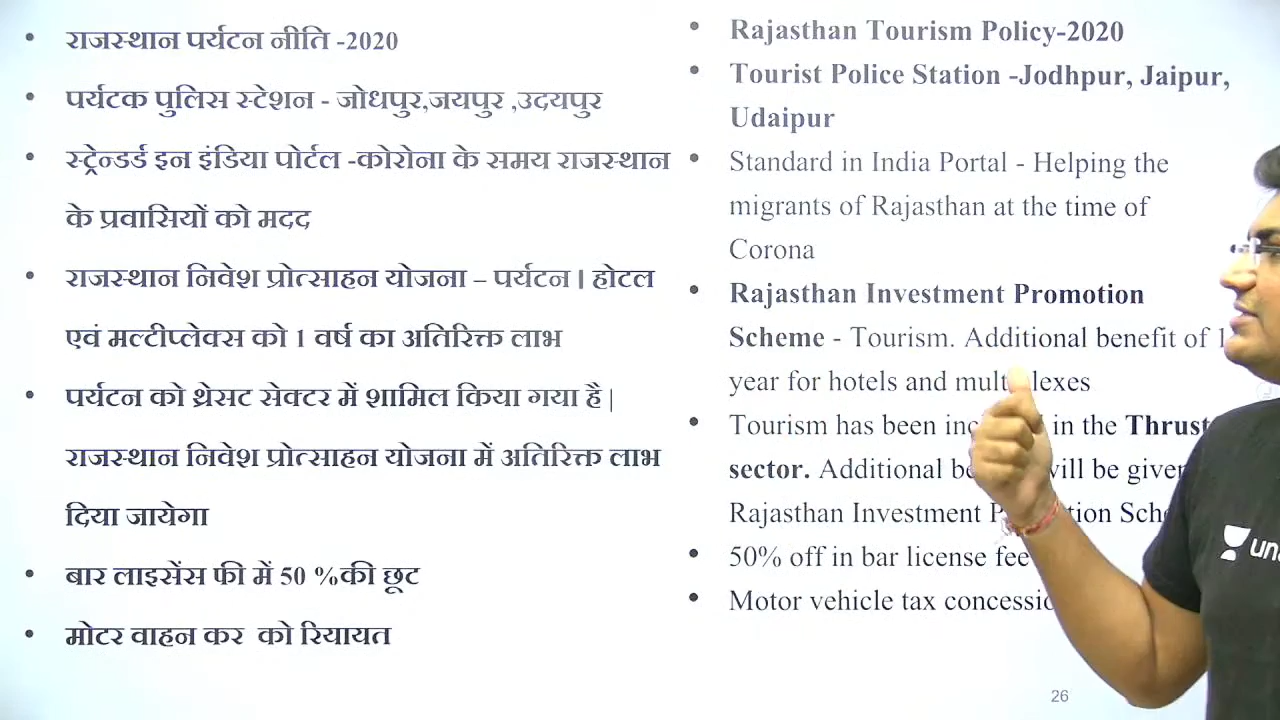 • राजस्थान पर्यटन नीति -2020
• पर्यटक पुलिस स्टेशन - जोधपुर,जयपुर ,उदयपुर
• स्ट्रेन्डर्ड इन इंडिया पोर्टल -कोरोना के समय राजस्थान
के प्रवासियों को मदद
• राजस्थान निवेश प्रोत्साहन योजना – पर्यटन। होटल
एवं मल्टीप्लेक्स को 1 वर्ष का अतिरिक्त लाभ
• पर्यटन को थ्रेसट सेक्टर में शामिल किया गया है|
राजस्थान निवेश प्रोत्साहन योजना में अतिरिक्त लाभ
दिया जायेगा
• बार लाइसेंस फी में 50 %की छूट
• मोटर वाहन कर को रियायत
• Rajasthan Tourism Policy-2020
• Tourist Police Station -Jodhpur, Jaipur,
Udaipur
• Standard in India Portal - Helping the
migrants of Rajasthan at the time of
Corona
• Rajasthan Investment Promotion
Scheme - Tourism. Additional benefit of 1
year for hotels and
• Tourism has been in the Thrust
sector. Additional will be given
Rajasthan Investment
• 50% off in bar license fee
• Motor vehicle tax
26